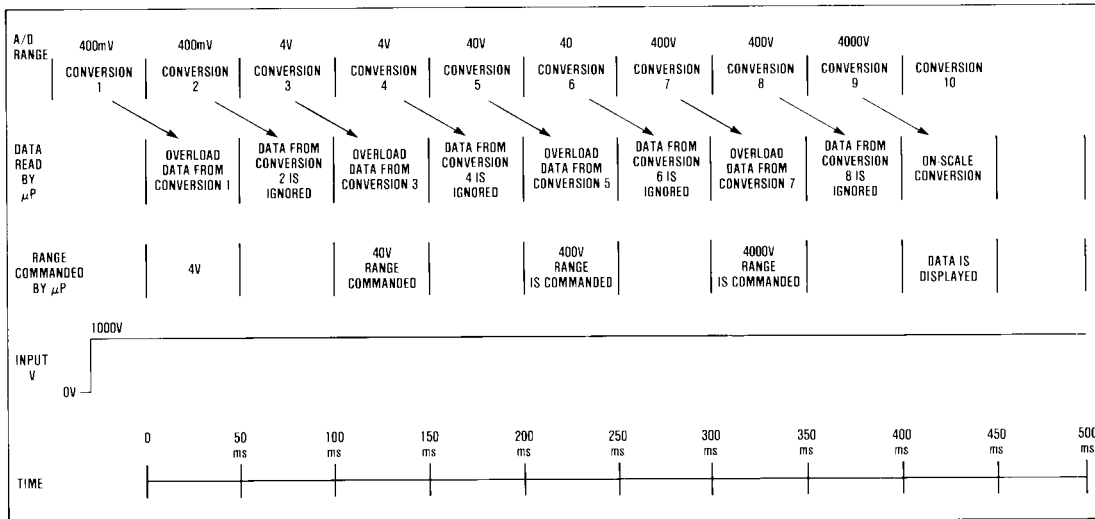 A/D
RANGE
400mV 400mV 4V 4V 40V 40 400V 400V 4000V
CONVERSION
1
CONVERSION
2
CONVERSION
3
CONVERSION
4
CONVERSION
5
CONVERSION
6
CONVERSION
7
CONVERSION
8
CONVERSION
9
CONVERSION
10
DATA
READ
BY
μP
OVERLOAD
DATA FROM
CONVERSION 1
DATA FROM
CONVERSION
2 IS
IGNORED
OVERLOAD
DATA FROM
CONVERSION 3
DATA FROM
CONVERSION
4 IS
IGNORED
OVERLOAD
DATA FROM
CONVERSION 5
DATA FROM
CONVERSION
6 IS
IGNORED
OVERLOAD
DATA FROM
CONVERSION 7
DATA FROM
CONVERSION
8 IS
IGNORED
ON-SCALE
CONVERSION
RANGE
COMMANDED
BY μP
4V
40V
RANGE
COMMANDED
400V
RANGE
IS COMMANDED
4000V
RANGE
IS COMMANDED
DATA IS
DISPLAYED
1000V
INPUT
V
0V
0
50
ms
100
ms
150
ms
200
ms
250
ms
300
ms
350
ms
400
ms
450
ms
500
ms
TIME